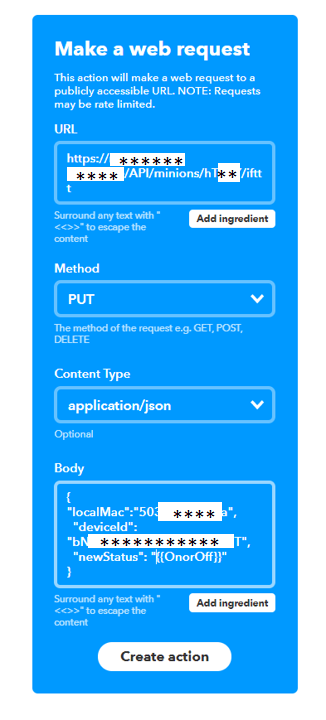 Make a web request
This action will make a web request to a
publicly accessible URL. NOTE: Requests
may be rate limited.
URL
https://******
****/API/minions/hT**/iftt
t
Surround any text with "
<<>>" to escape the
content
Add ingredient
Method
PUT
The method of the request e.g. GET, POST,
DELETE
Content Type
application/json
Optional
Body
{
"localMac":"503****a",
"deviceId":
"bN***********T",
"newStatus": "{{OnorOff}}"
}
Surround any text with "
<<>>" to escape the
content
Add ingredient
Create action